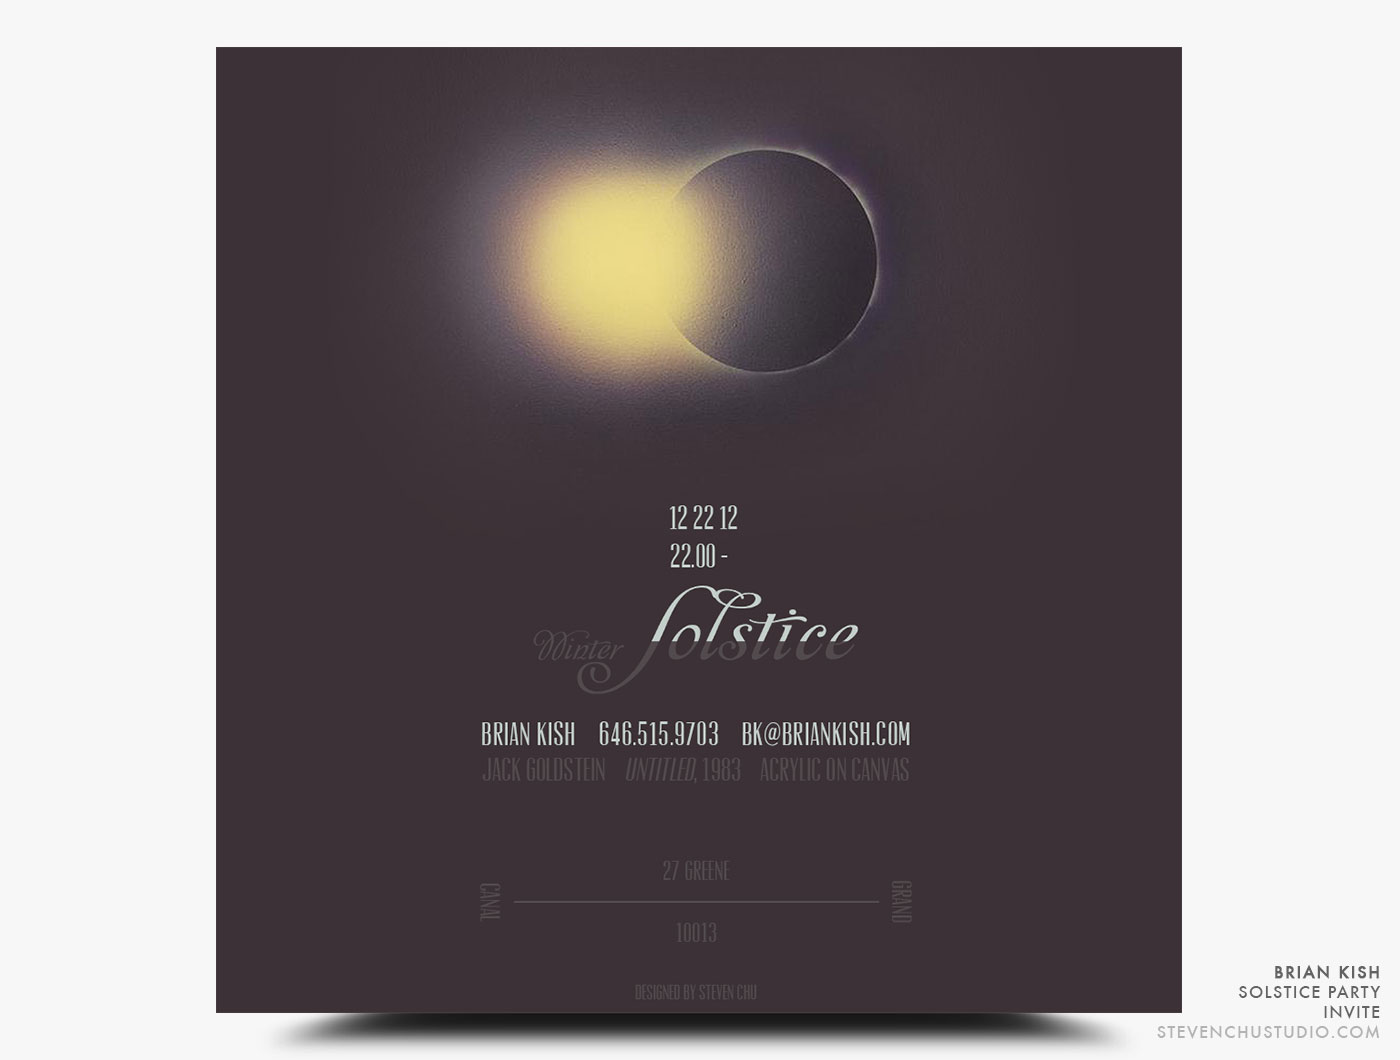 12 22 12
22.00 -
Winter Solstice
BRIAN KISH 646.515.9703 BK@BRIANKISH.COM
JACK GOLDSTEIN UNTITLED, 1983 ACRYLIC ON CANVAS
27 GREENE
CANAL
GRAND
10013
DESIGNED BY STEVEN CHU
BRIAN KISH
SOLSTICE PARTY
INVITE
STEVENCHUSTUDIO.COM